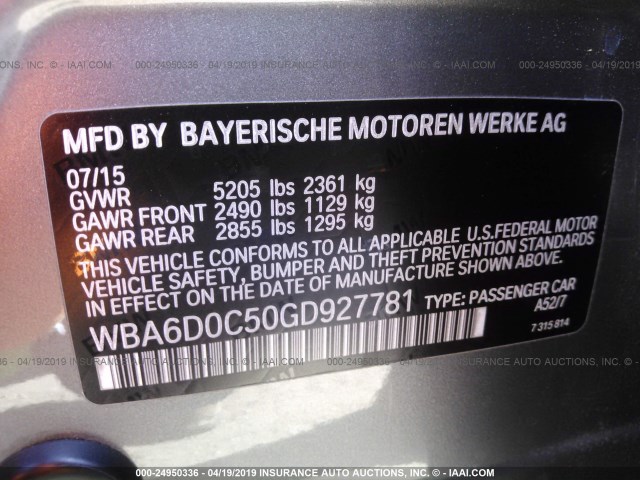 000-24950336 - 04/19/2019 INSURANCE AUTO AUCTIONS, INC. - IAAI.COM
MFD BY BAYERISCHE MOTOREN WERKE AG
07/15
GVWR 5205 lbs 2361 kg
GAWR FRONT 2490 lbs 1129 kg
GAWR REAR 2855 lbs 1295 kg
THIS VEHICLE CONFORMS TO ALL APPLICABLE U.S.FEDERAL MOTOR
VEHICLE SAFETY, BUMPER AND THEFT PREVENTION STANDARDS
IN EFFECT ON THE DATE OF MANUFACTURE SHOWN ABOVE.
WBA6D0C50GD927781 TYPE: PASSENGER CAR
A52/7
7 315 814
000-24950336 - 04/19/2019 INSURANCE AUTO AUCTIONS, INC. - IAAI.COM
000-24950336 - 04/19/2019 INSURANCE AUTO AUCTIONS, INC. - IAAI.COM